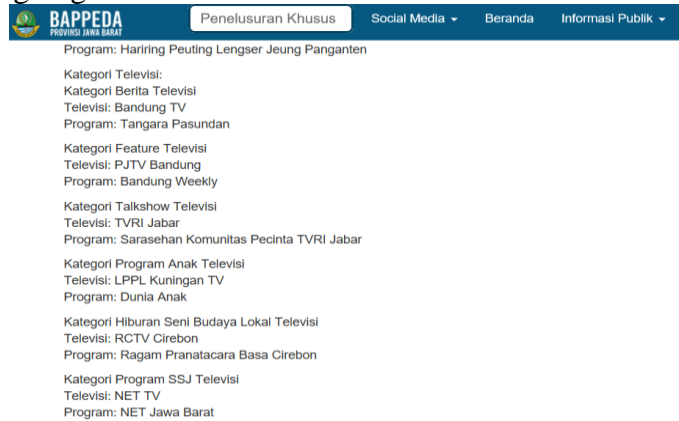 BAPPEDA
PROVINSI JAWA BARAT
Penelusuran Khusus
Social Media
Beranda
Informasi Publik
Program: Hariring Peuting Lengser Jeung Panganten
Kategori Televisi:
Kategori Berita Televisi
Televisi: Bandung TV
Program: Tangara Pasundan
Kategori Feature Televisi
Televisi: PJTV Bandung
Program: Bandung Weekly
Kategori Talkshow Televisi
Televisi: TVRI Jabar
Program: Sarasehan Komunitas Pecinta TVRI Jabar
Kategori Program Anak Televisi
Televisi: LPPL Kuningan TV
Program: Dunia Anak
Kategori Hiburan Seni Budaya Lokal Televisi
Televisi: RCTV Cirebon
Program: Ragam Pranatacara Basa Cirebon
Kategori Program SSJ Televisi
Televisi: NET TV
Program: NET Jawa Barat